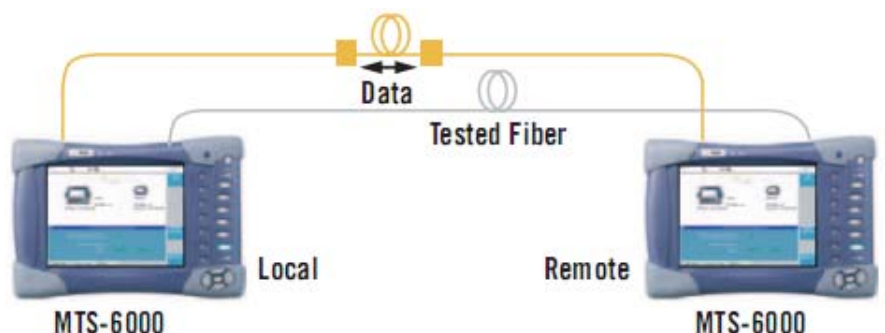 Data
Tested Fiber
Local
Remote
MTS-6000
MTS-6000